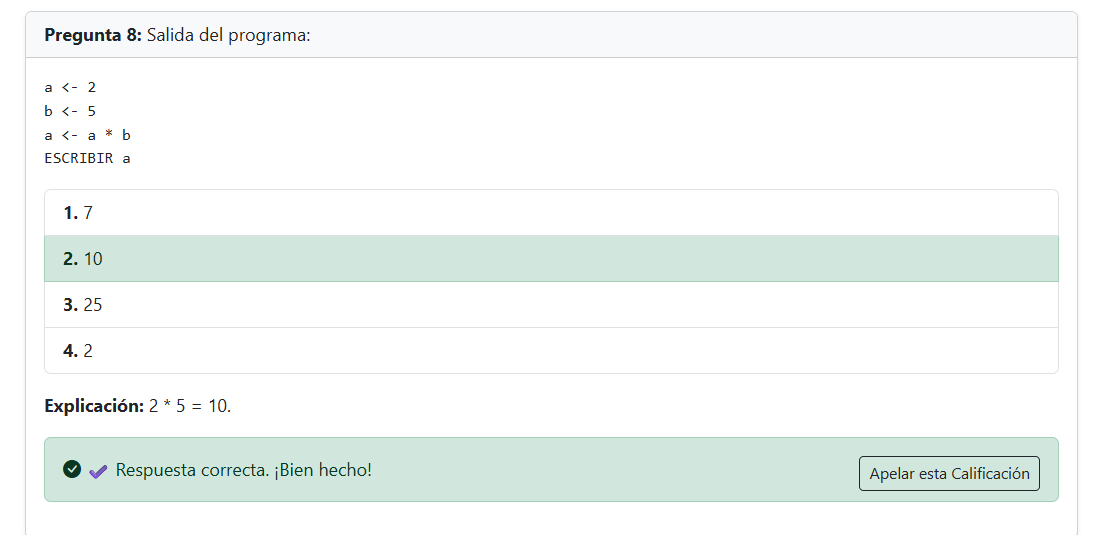 Pregunta 8: Salida del programa:
a <- 2
b <- 5
a <- a * b
ESCRIBIR a
1. 7
2. 10
3. 25
4. 2
Explicación: 2 * 5 = 10.
Respuesta correcta. ¡Bien hecho!
Apelar esta Calificación